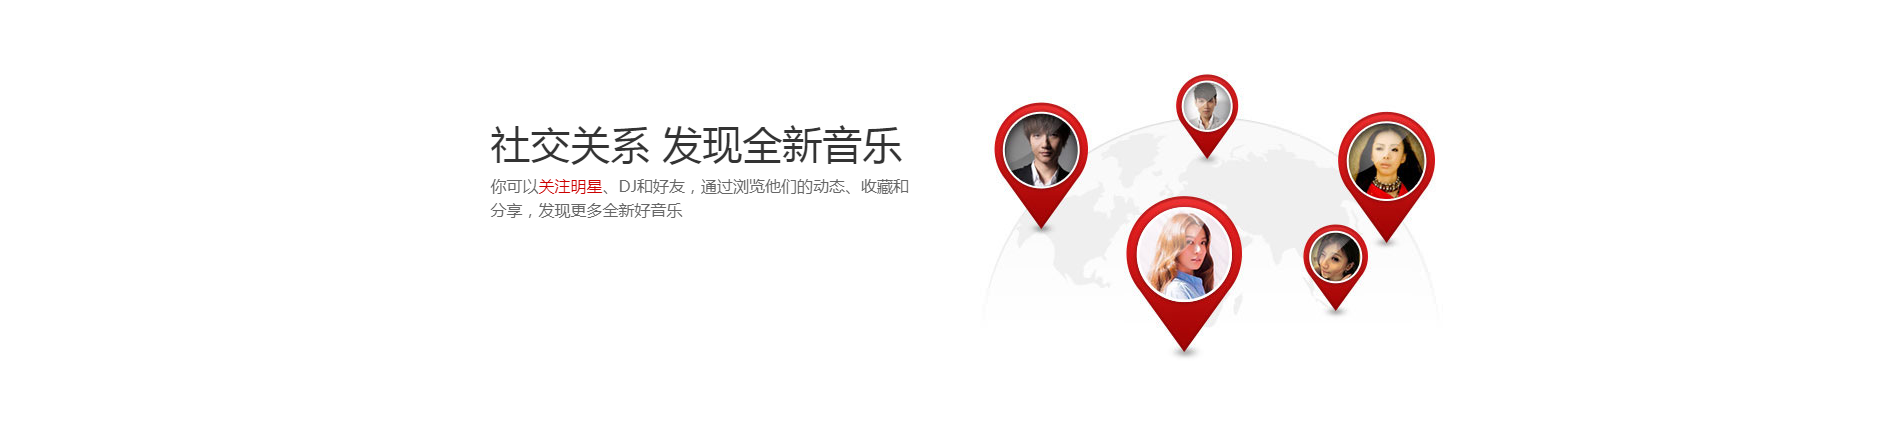 社交关系 发现全新音乐
你可以关注明星、DJ和好友，通过浏览他们的动态、收藏和
分享，发现更多全新好音乐